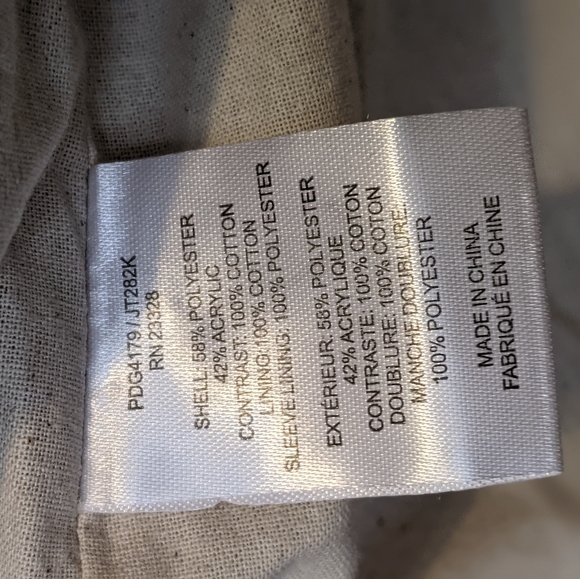 PDG4179 / JT282K
RN 23328
SHELL: 58% POLYESTER
42% ACRYLIC
CONTRAST: 100% COTTON
LINING: 100% COTTON
SLEEVE LINING: 100% POLYESTER
EXTÉRIEUR: 58% POLYESTER
42% ACRYLIQUE
CONTRASTE: 100% COTON
DOUBLURE: 100% COTON
MANCHE DOUBLURE:
100% POLYESTER
MADE IN CHINA
FABRIQUÉ EN CHINE